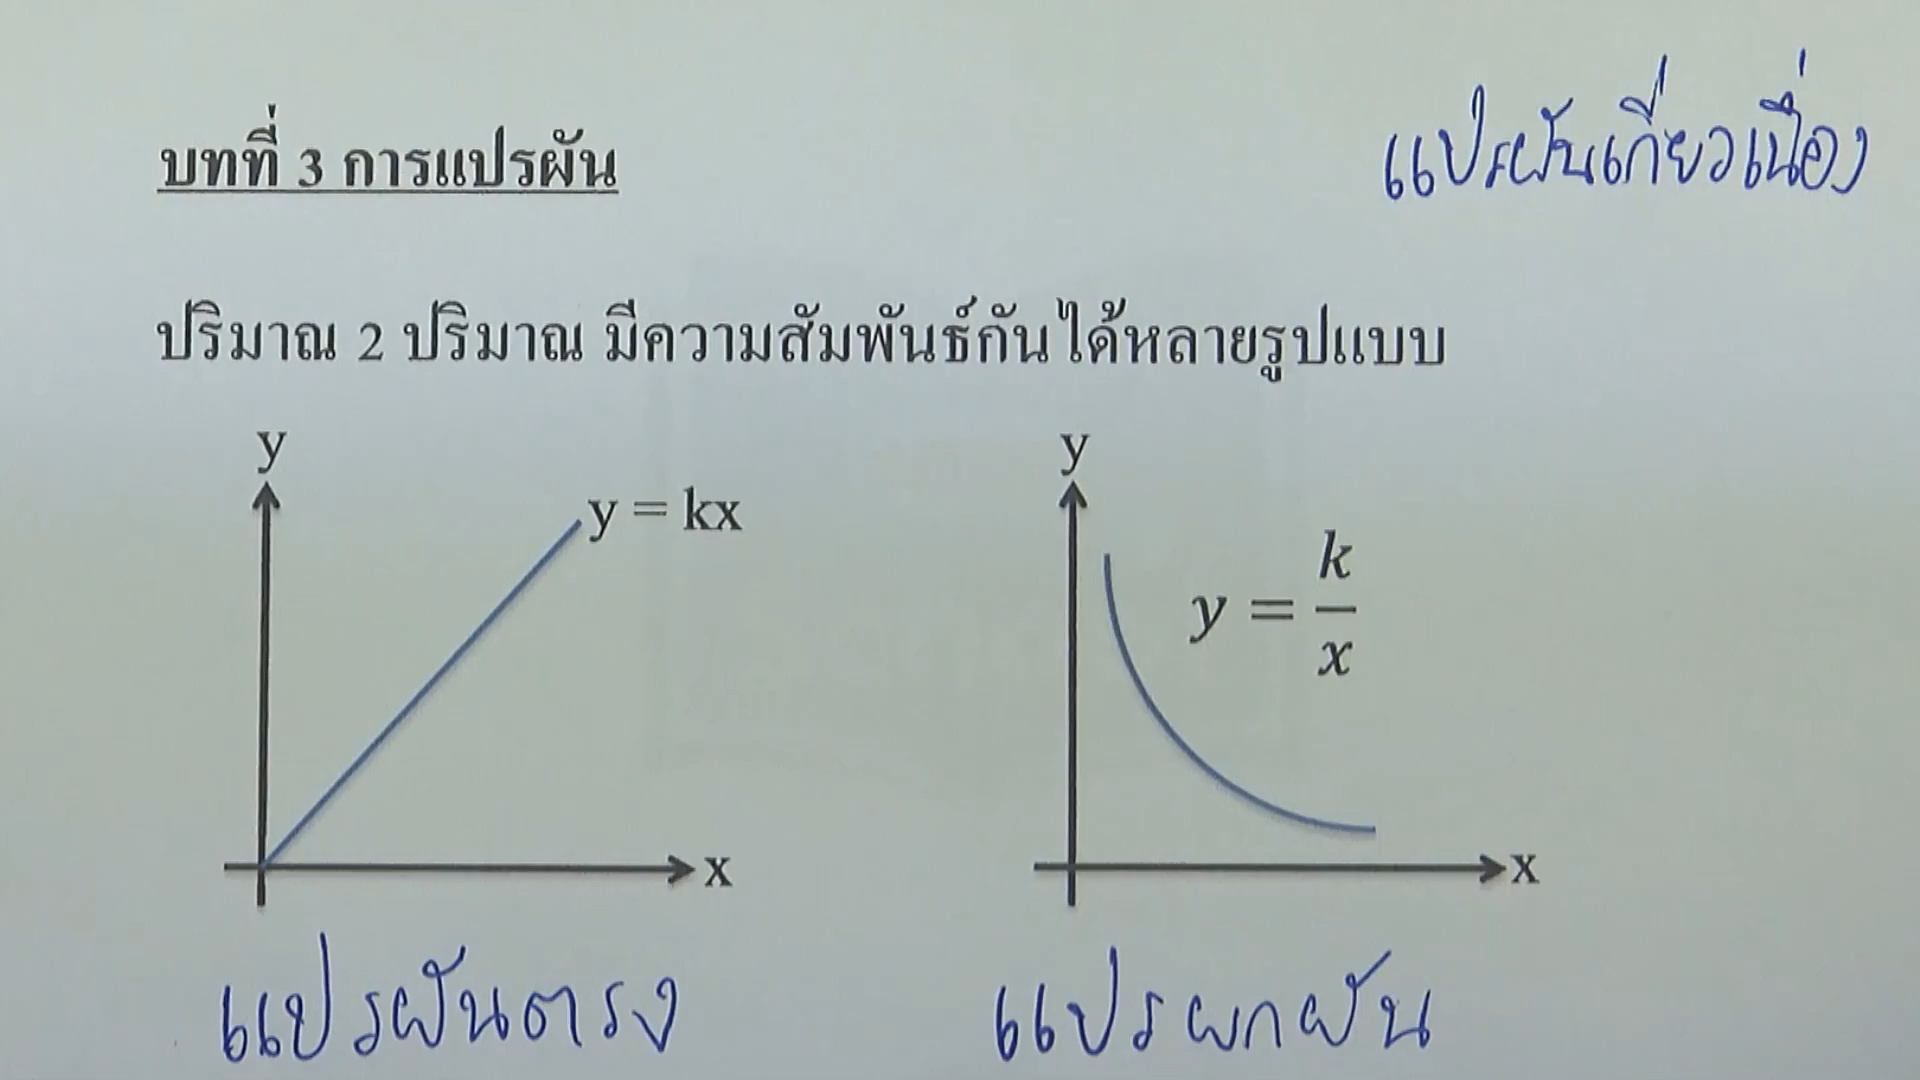 บทที่ 3 การแปรผัน
แปรผันเกี่ยวเนื่อง
ปริมาณ 2 ปริมาณ มีความสัมพันธ์กันได้หลายรูปแบบ
y
y = kx
x
y
y = k/x
x
แปรผันตรง
แปรผกผัน